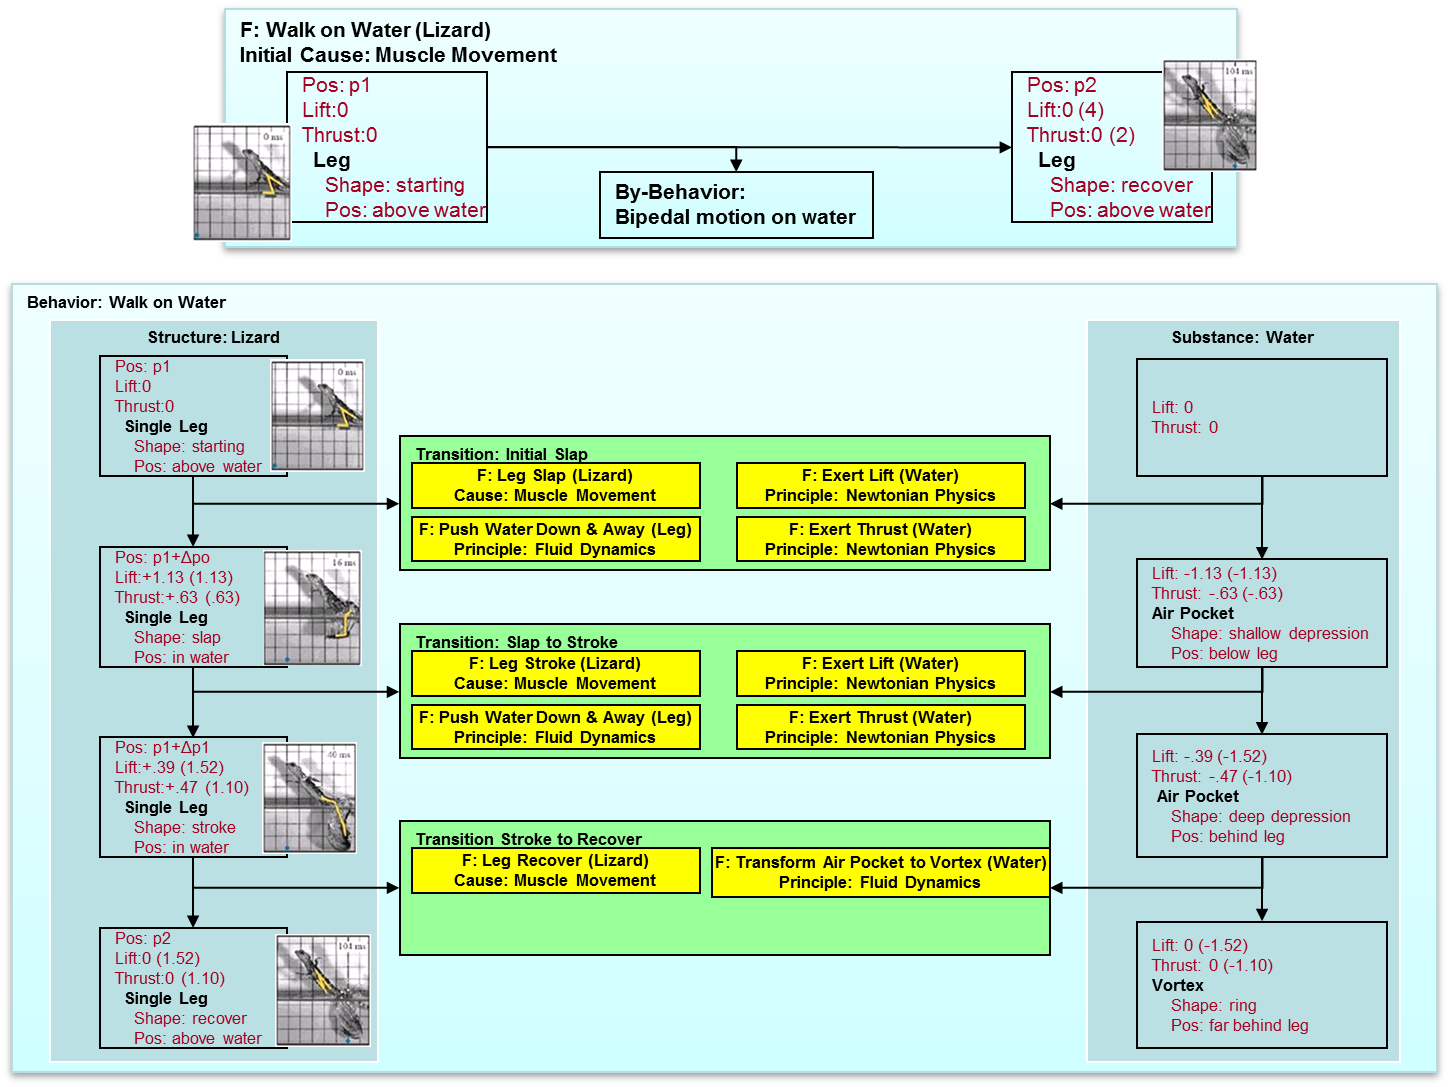 F: Walk on Water (Lizard)
Initial Cause: Muscle Movement
Pos: p1
Lift:0
Thrust:0
Leg
Shape: starting
Pos: above water
0 ms
By-Behavior:
Bipedal motion on water
Pos: p2
Lift:0 (4)
Thrust:0 (2)
Leg
Shape: recover
Pos: above water
104 ms
Behavior: Walk on Water
Structure: Lizard
Pos: p1
Lift:0
Thrust:0
Single Leg
Shape: starting
Pos: above water
0 ms
Pos: p1+Δpo
Lift:+1.13 (1.13)
Thrust:+.63 (.63)
Single Leg
Shape: slap
Pos: in water
16 ms
Pos: p1+Δp1
Lift:+.39 (1.52)
Thrust:+.47 (1.10)
Single Leg
Shape: stroke
Pos: in water
40 ms
Pos: p2
Lift:0 (1.52)
Thrust:0 (1.10)
Single Leg
Shape: recover
Pos: above water
104 ms
Transition: Initial Slap
F: Leg Slap (Lizard)
Cause: Muscle Movement
F: Exert Lift (Water)
Principle: Newtonian Physics
F: Push Water Down & Away (Leg)
Principle: Fluid Dynamics
F: Exert Thrust (Water)
Principle: Newtonian Physics
Transition: Slap to Stroke
F: Leg Stroke (Lizard)
Cause: Muscle Movement
F: Exert Lift (Water)
Principle: Newtonian Physics
F: Push Water Down & Away (Leg)
Principle: Fluid Dynamics
F: Exert Thrust (Water)
Principle: Newtonian Physics
Transition Stroke to Recover
F: Leg Recover (Lizard)
Cause: Muscle Movement
F: Transform Air Pocket to Vortex (Water)
Principle: Fluid Dynamics
Substance: Water
Lift: 0
Thrust: 0
Lift: -1.13 (-1.13)
Thrust: -.63 (-.63)
Air Pocket
Shape: shallow depression
Pos: below leg
Lift: -.39 (-1.52)
Thrust: -.47 (-1.10)
Air Pocket
Shape: deep depression
Pos: behind leg
Lift: 0 (-1.52)
Thrust: 0 (-1.10)
Vortex
Shape: ring
Pos: far behind leg